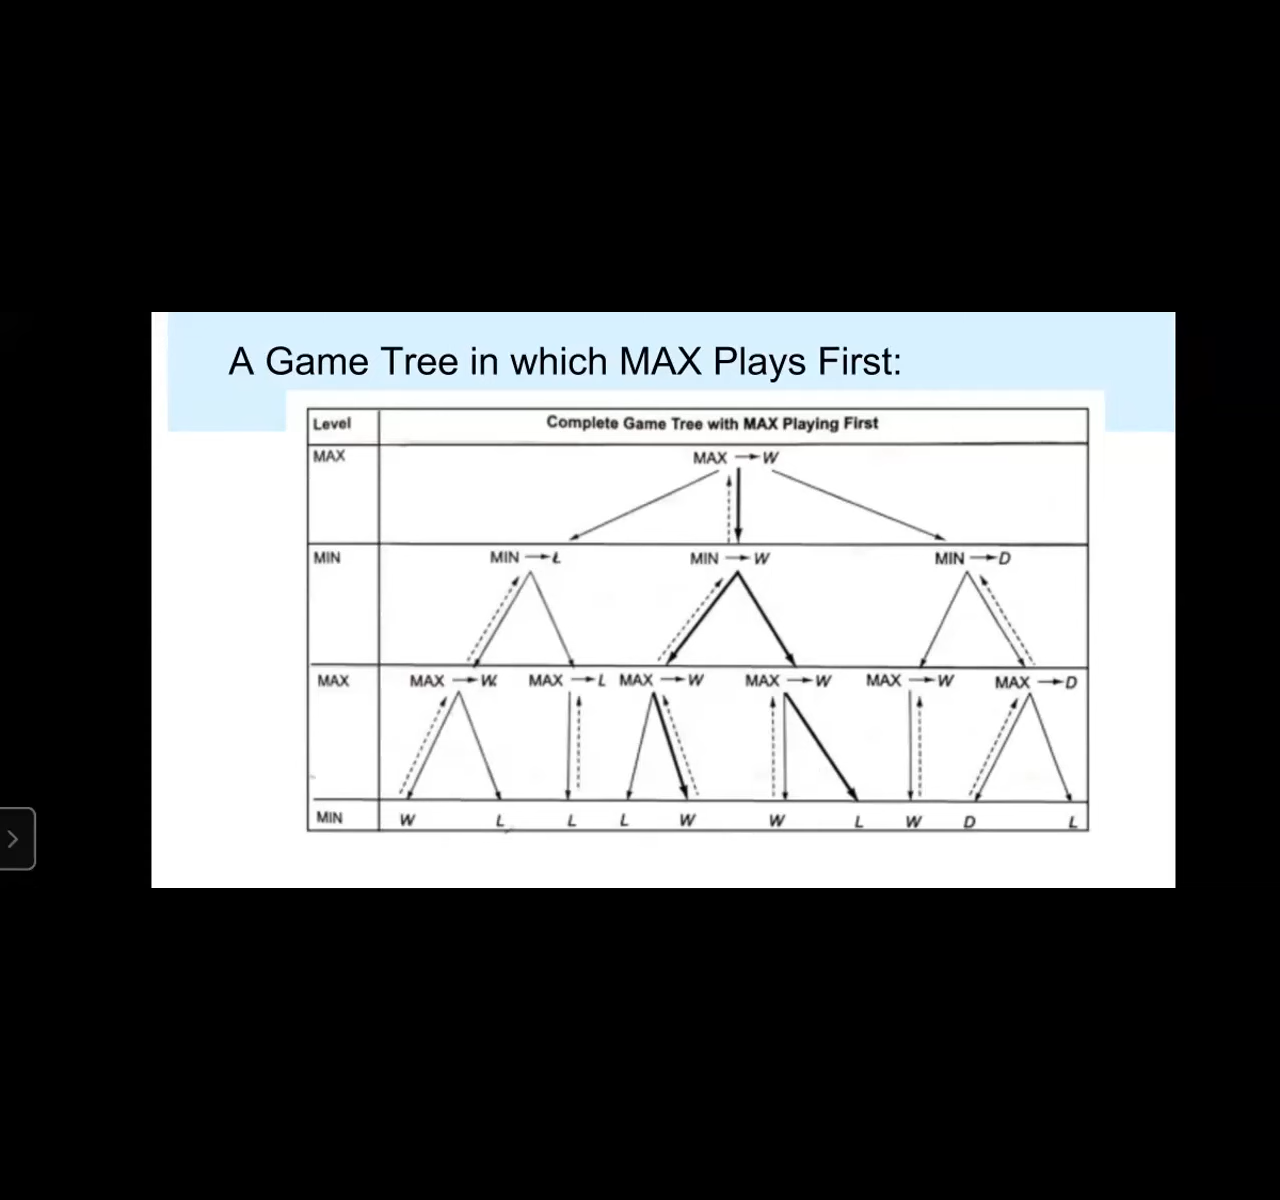 A Game Tree in which MAX Plays First:
Level Complete Game Tree with MAX Playing First
MAX MAX → W
MIN MIN → L MIN → W MIN → D
MAX MAX → W MAX → L MAX → W MAX → W MAX → W MAX → D
MIN W L L L W W L W D L